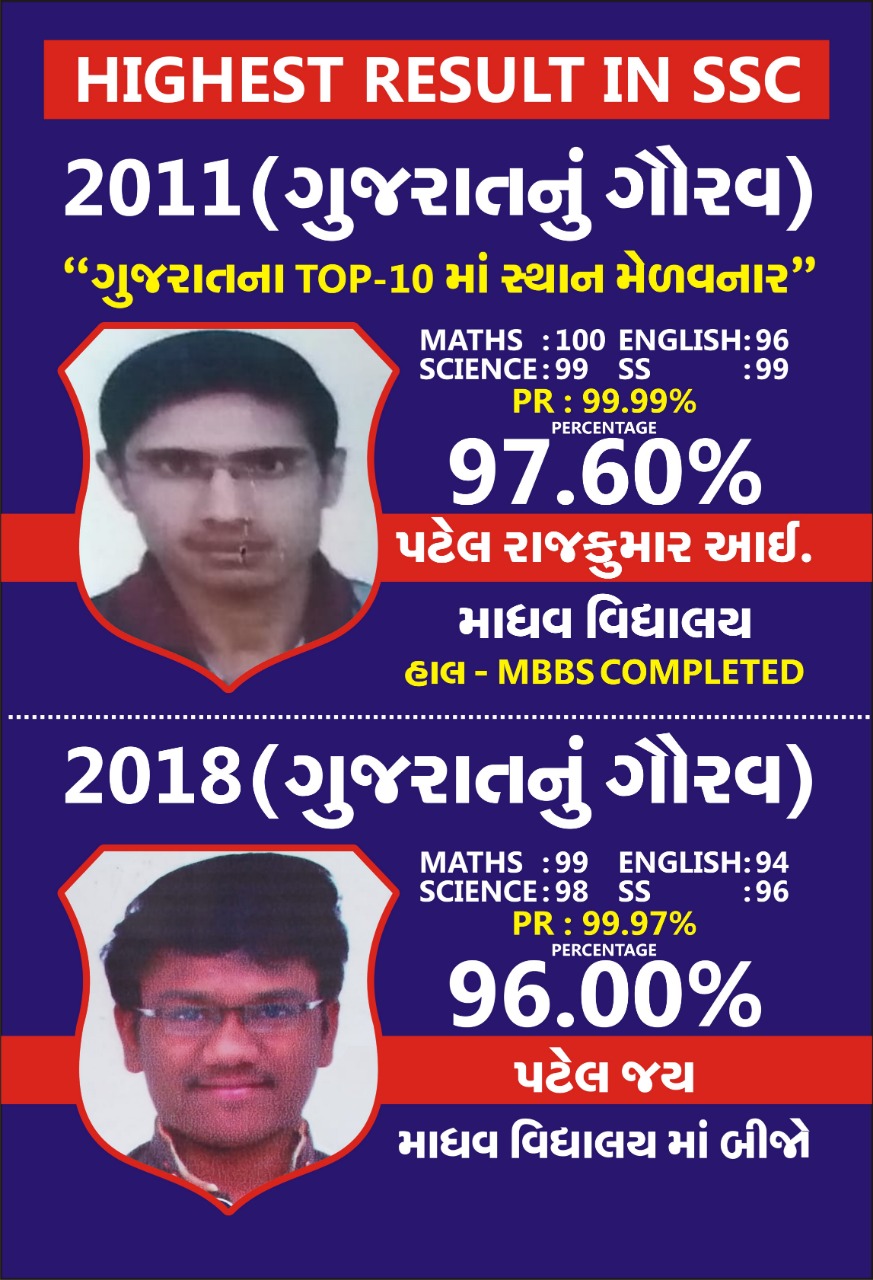 HIGHEST RESULT IN SSC
2011 (ગુજરાતનું ગૌરવ)
“ગુજરાતના TOP-10 માં સ્થાન મેળવનાર”
MATHS : 100 ENGLISH: 96
SCIENCE : 99 SS : 99
PR : 99.99%
PERCENTAGE
97.60%
પટેલ રાજકુમાર આઈ.
માધવ વિદ્યાલય
હાલ - MBBS COMPLETED
2018 (ગુજરાતનું ગૌરવ)
MATHS : 99 ENGLISH: 94
SCIENCE : 98 SS : 96
PR : 99.97%
PERCENTAGE
96.00%
પટેલ જય
માધવ વિદ્યાલય માં બીજો